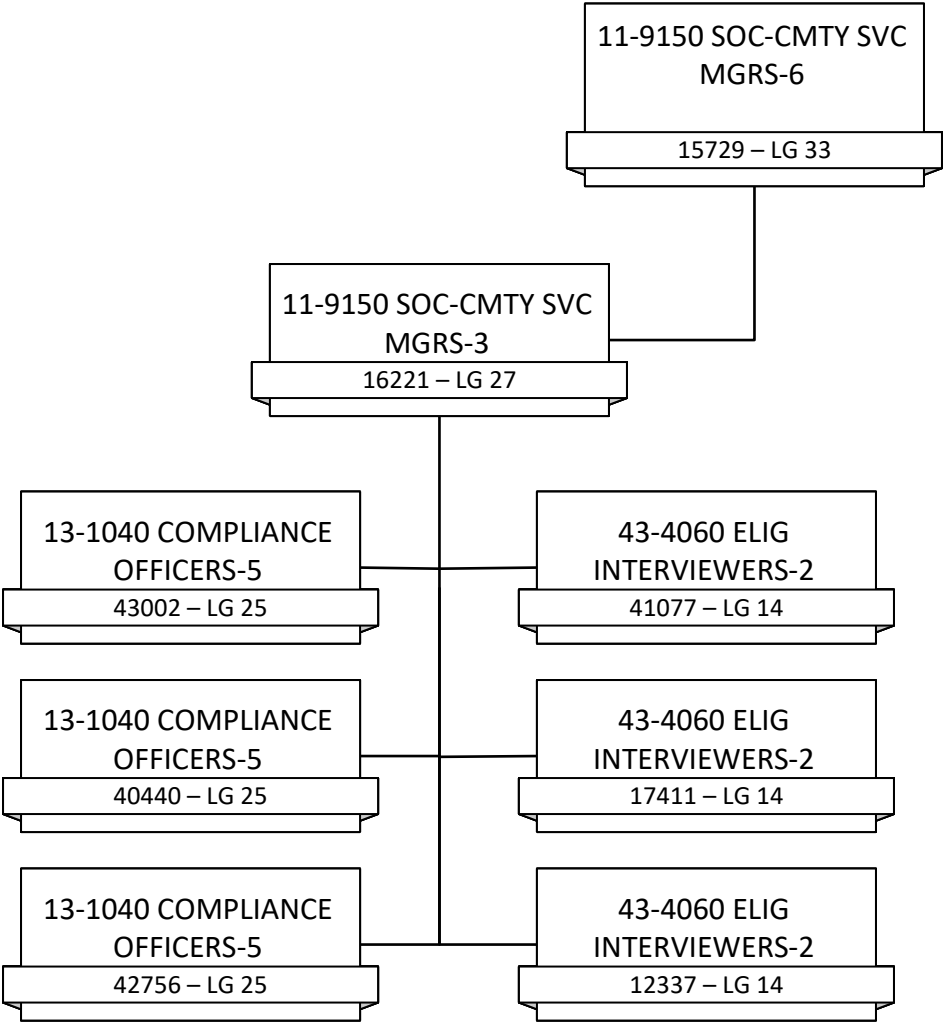 11-9150 SOC-CMTY SVC
MGRS-6
15729 – LG 33
11-9150 SOC-CMTY SVC
MGRS-3
16221 – LG 27
13-1040 COMPLIANCE
OFFICERS-5
43002 – LG 25
43-4060 ELIG
INTERVIEWERS-2
41077 – LG 14
13-1040 COMPLIANCE
OFFICERS-5
40440 – LG 25
43-4060 ELIG
INTERVIEWERS-2
17411 – LG 14
13-1040 COMPLIANCE
OFFICERS-5
42756 – LG 25
43-4060 ELIG
INTERVIEWERS-2
12337 – LG 14